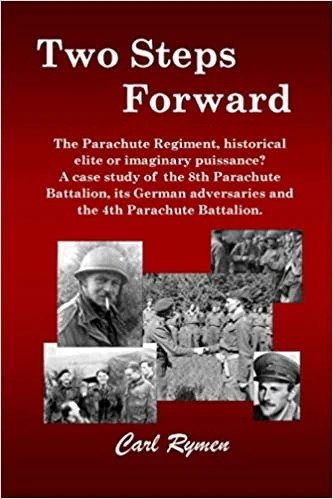 Two Steps
Forward
The Parachute Regiment, historical
elite or imaginary puissance?
A case study of the 8th Parachute
Battalion, its German adversaries and
the 4th Parachute Battalion.
Carl Rymen